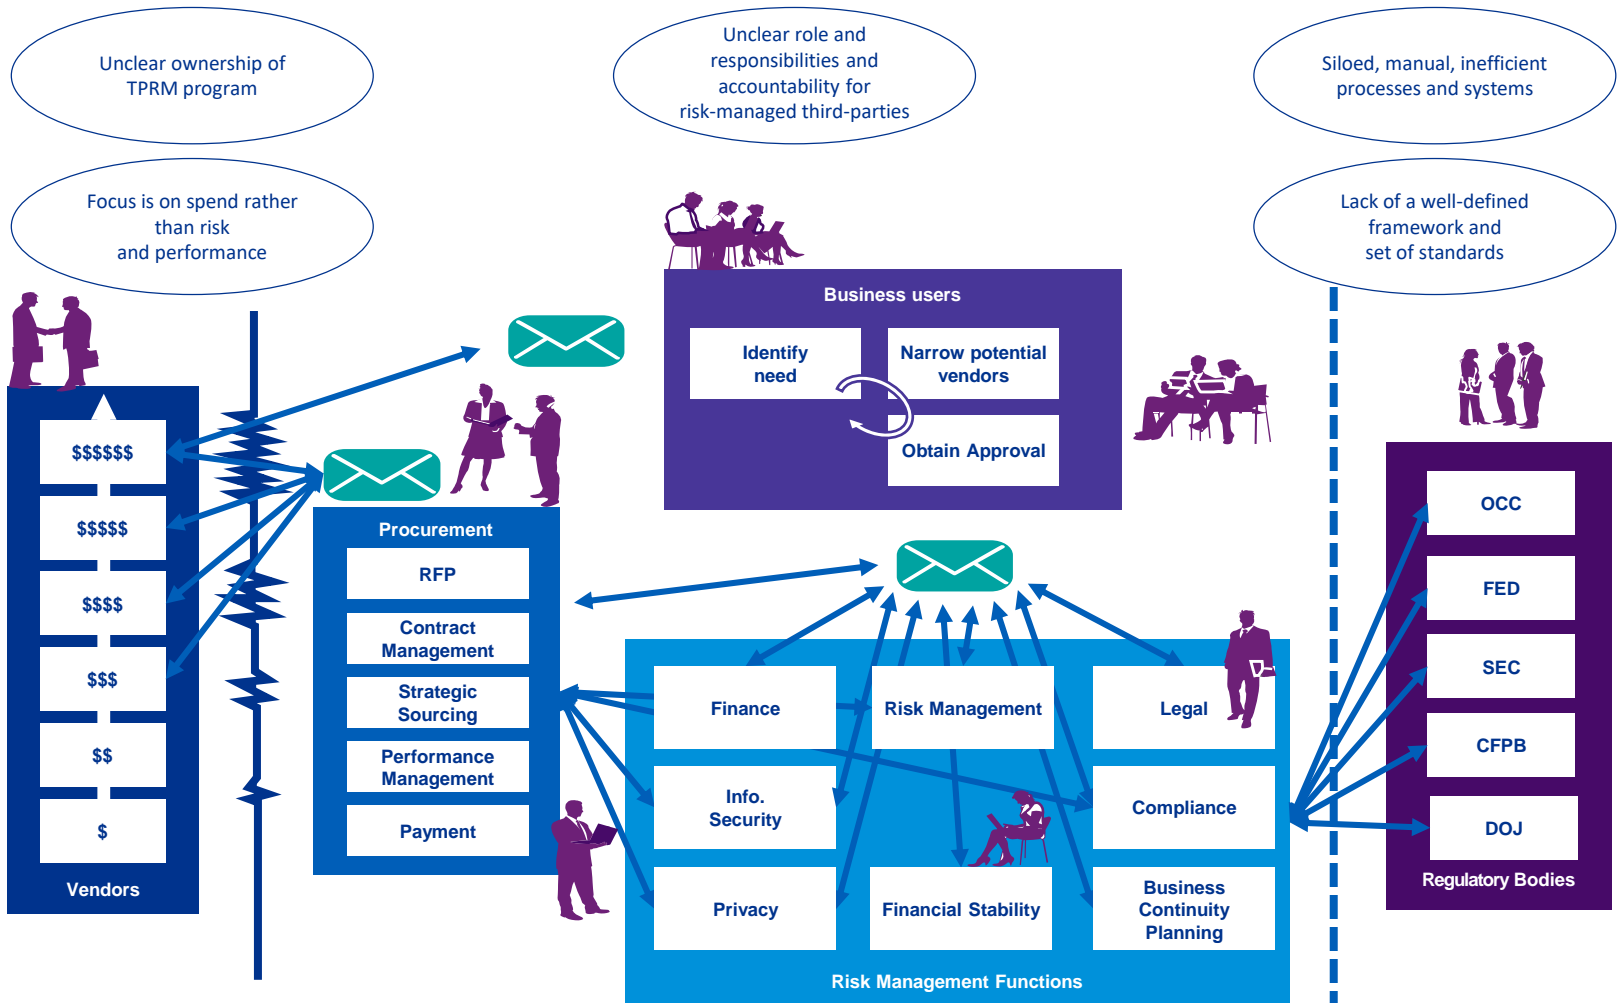 Unclear ownership of
TPRM program
Unclear role and
responsibilities and
accountability for
risk-managed third-parties
Siloed, manual, inefficient
processes and systems
Focus is on spend rather
than risk
and performance
Lack of a well-defined
framework and
set of standards
Business users
Identify
need
Narrow potential
vendors
Obtain Approval
$$$$$$
$$$$$
$$$$
$$$
$$
$
Vendors
Procurement
RFP
Contract
Management
Strategic
Sourcing
Performance
Management
Payment
Finance
Risk Management
Legal
Info.
Security
Compliance
Privacy
Financial Stability
Business
Continuity
Planning
Risk Management Functions
OCC
FED
SEC
CFPB
DOJ
Regulatory Bodies